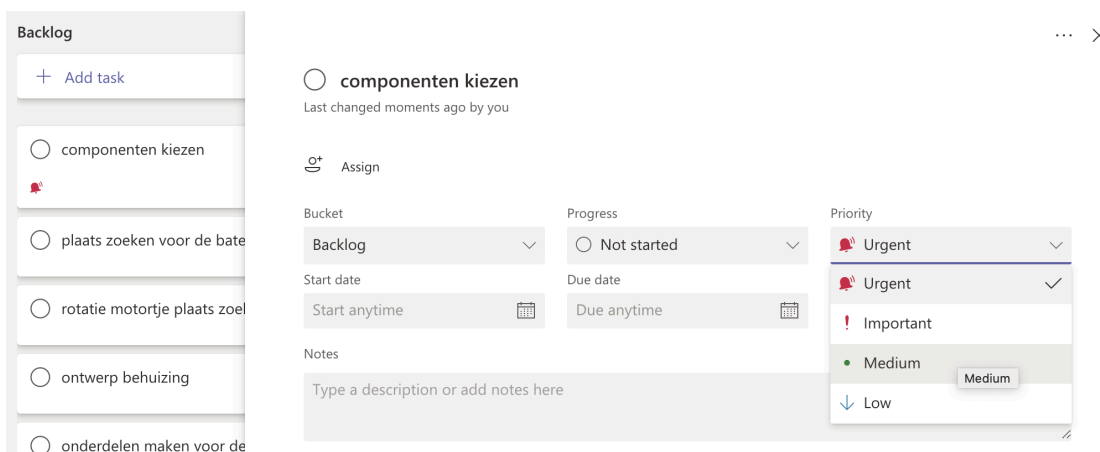 Backlog
Add task
componenten kiezen
plaats zoeken voor de bate
rotatie motortje plaats zoe
ontwerp behuizing
onderdelen maken voor de
componenten kiezen
Last changed moments ago by you
Assign
Bucket
Progress
Priority
Backlog
Not started
Urgent
Start date
Due date
Start anytime
Due anytime
Urgent
Important
Medium
Medium
Low
Notes
Type a description or add notes here